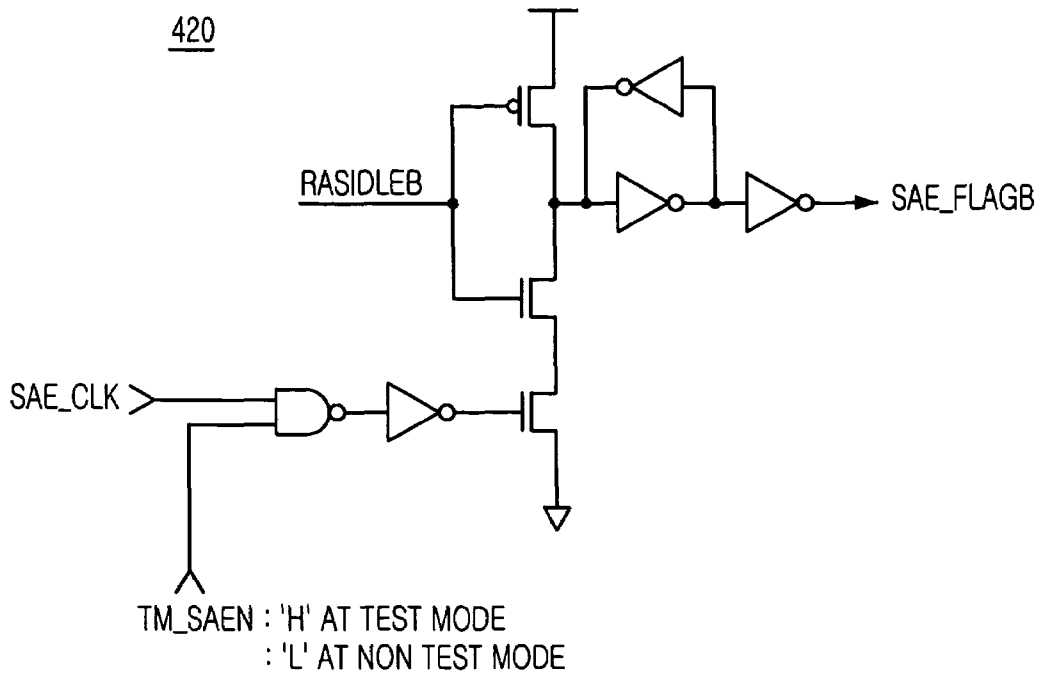 420
RASIDLEB
SAE_FLAGB
SAE_CLK
TM_SAEN : 'H' AT TEST MODE
: 'L' AT NON TEST MODE